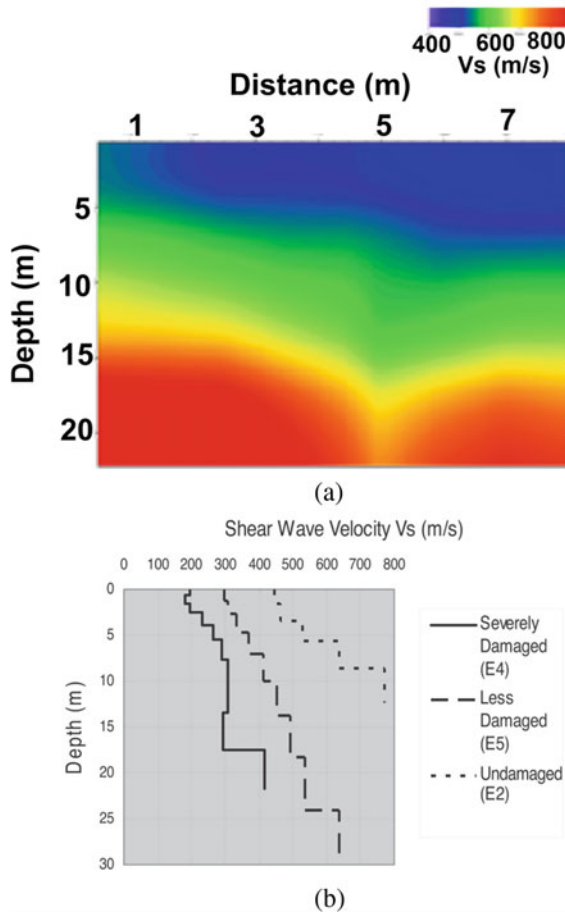 400 600 800
Vs (m/s)
Distance (m)
1 3 5 7
Depth (m)
5
10
15
20
(a)
Shear Wave Velocity Vs (m/s)
0 100 200 300 400 500 600 700 800
Depth (m)
0
5
10
15
20
25
30
Severely
Damaged
(E4)
Less
Damaged
(E5)
Undamaged
(E2)
(b)